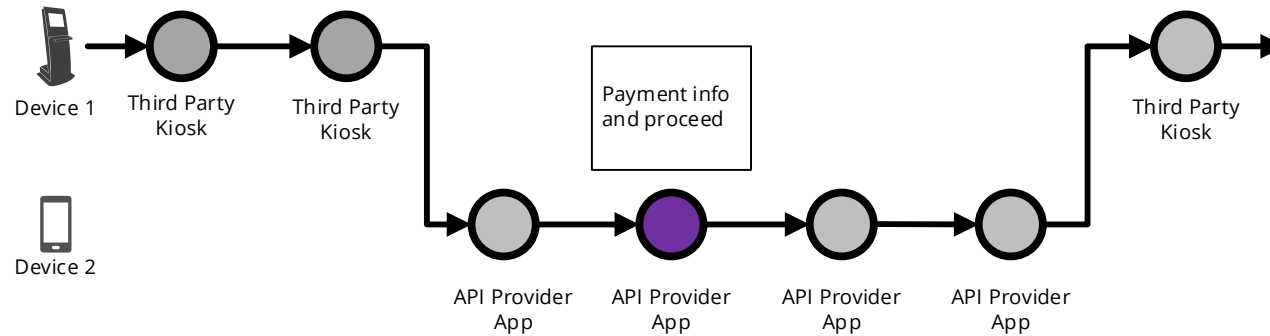 Device 1
Third Party
Kiosk
Third Party
Kiosk
Payment info
and proceed
Third Party
Kiosk
Device 2
API Provider
App
API Provider
App
API Provider
App
API Provider
App